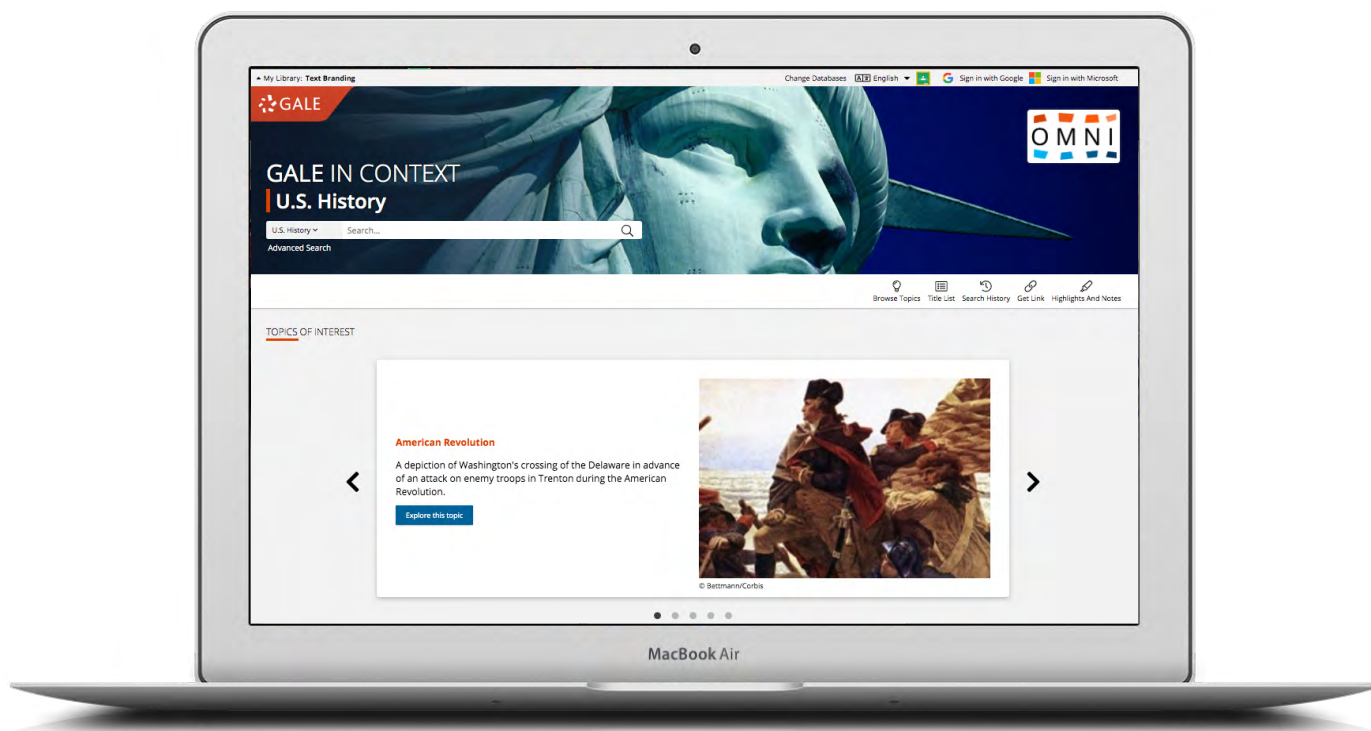 My Library: Text Branding
Change Databases English Sign in with Google Sign in with Microsoft
GALE
OMNI
GALE IN CONTEXT
U.S. History
U.S. History Search...
Advanced Search
Browse Topics Title List Search History Get Link Highlights And Notes
TOPICS OF INTEREST
American Revolution
A depiction of Washington's crossing of the Delaware in advance
of an attack on enemy troops in Trenton during the American
Revolution.
Explore this topic
© Bettmann/Corbis
MacBook Air